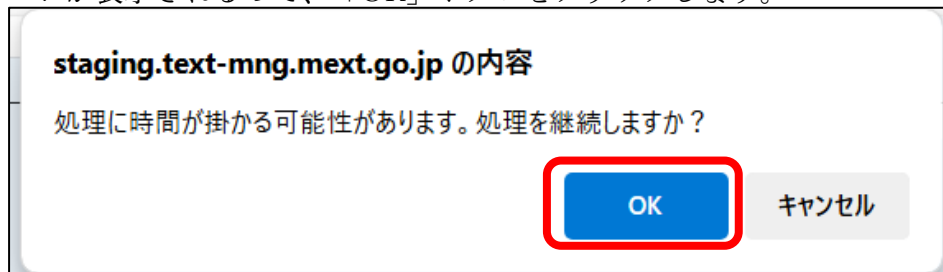 staging.text-mng.mext.go.jp の内容
処理に時間が掛かる可能性があります。処理を継続しますか？
OK キャンセル